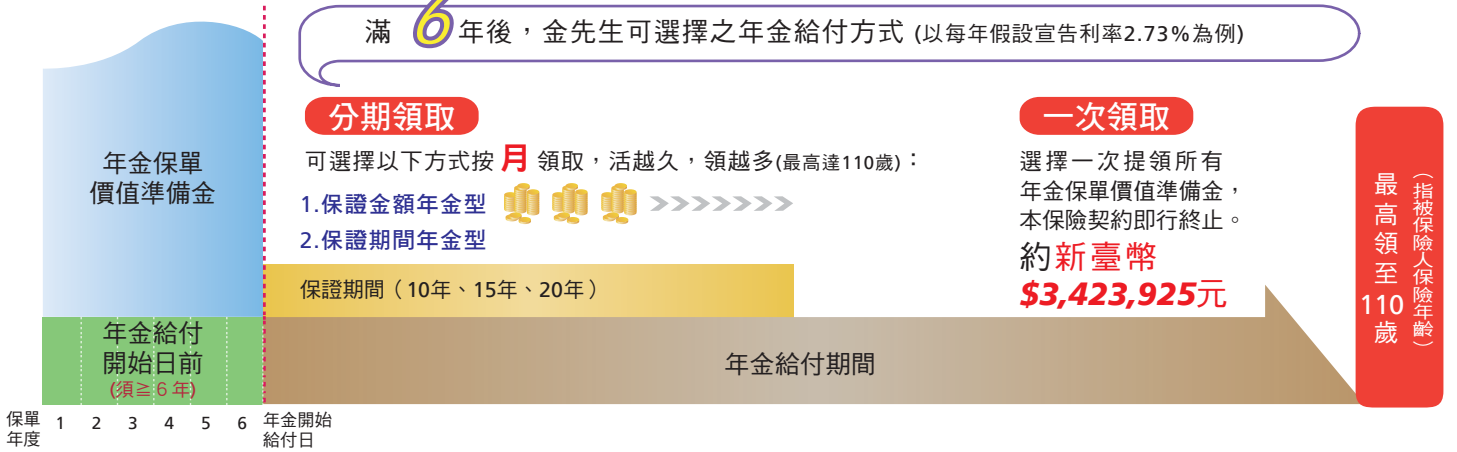 滿6年後，金先生可選擇之年金給付方式 (以每年假設宣告利率2.73%為例)
年金保單
價值準備金
年金給付
開始日前
(須≧6年)
分期領取
可選擇以下方式按月領取，活越久，領越多(最高達110歲)：
1.保證金額年金型
2.保證期間年金型
保證期間（10年、15年、20年）
一次領取
選擇一次提領所有
年金保單價值準備金，
本保險契約即行終止。
約新臺幣
$3,423,925元
年金給付期間
最高領至110歲
（指被保險人保險年齡）
保單
年度
1 2 3 4 5 6
年金開始
給付日